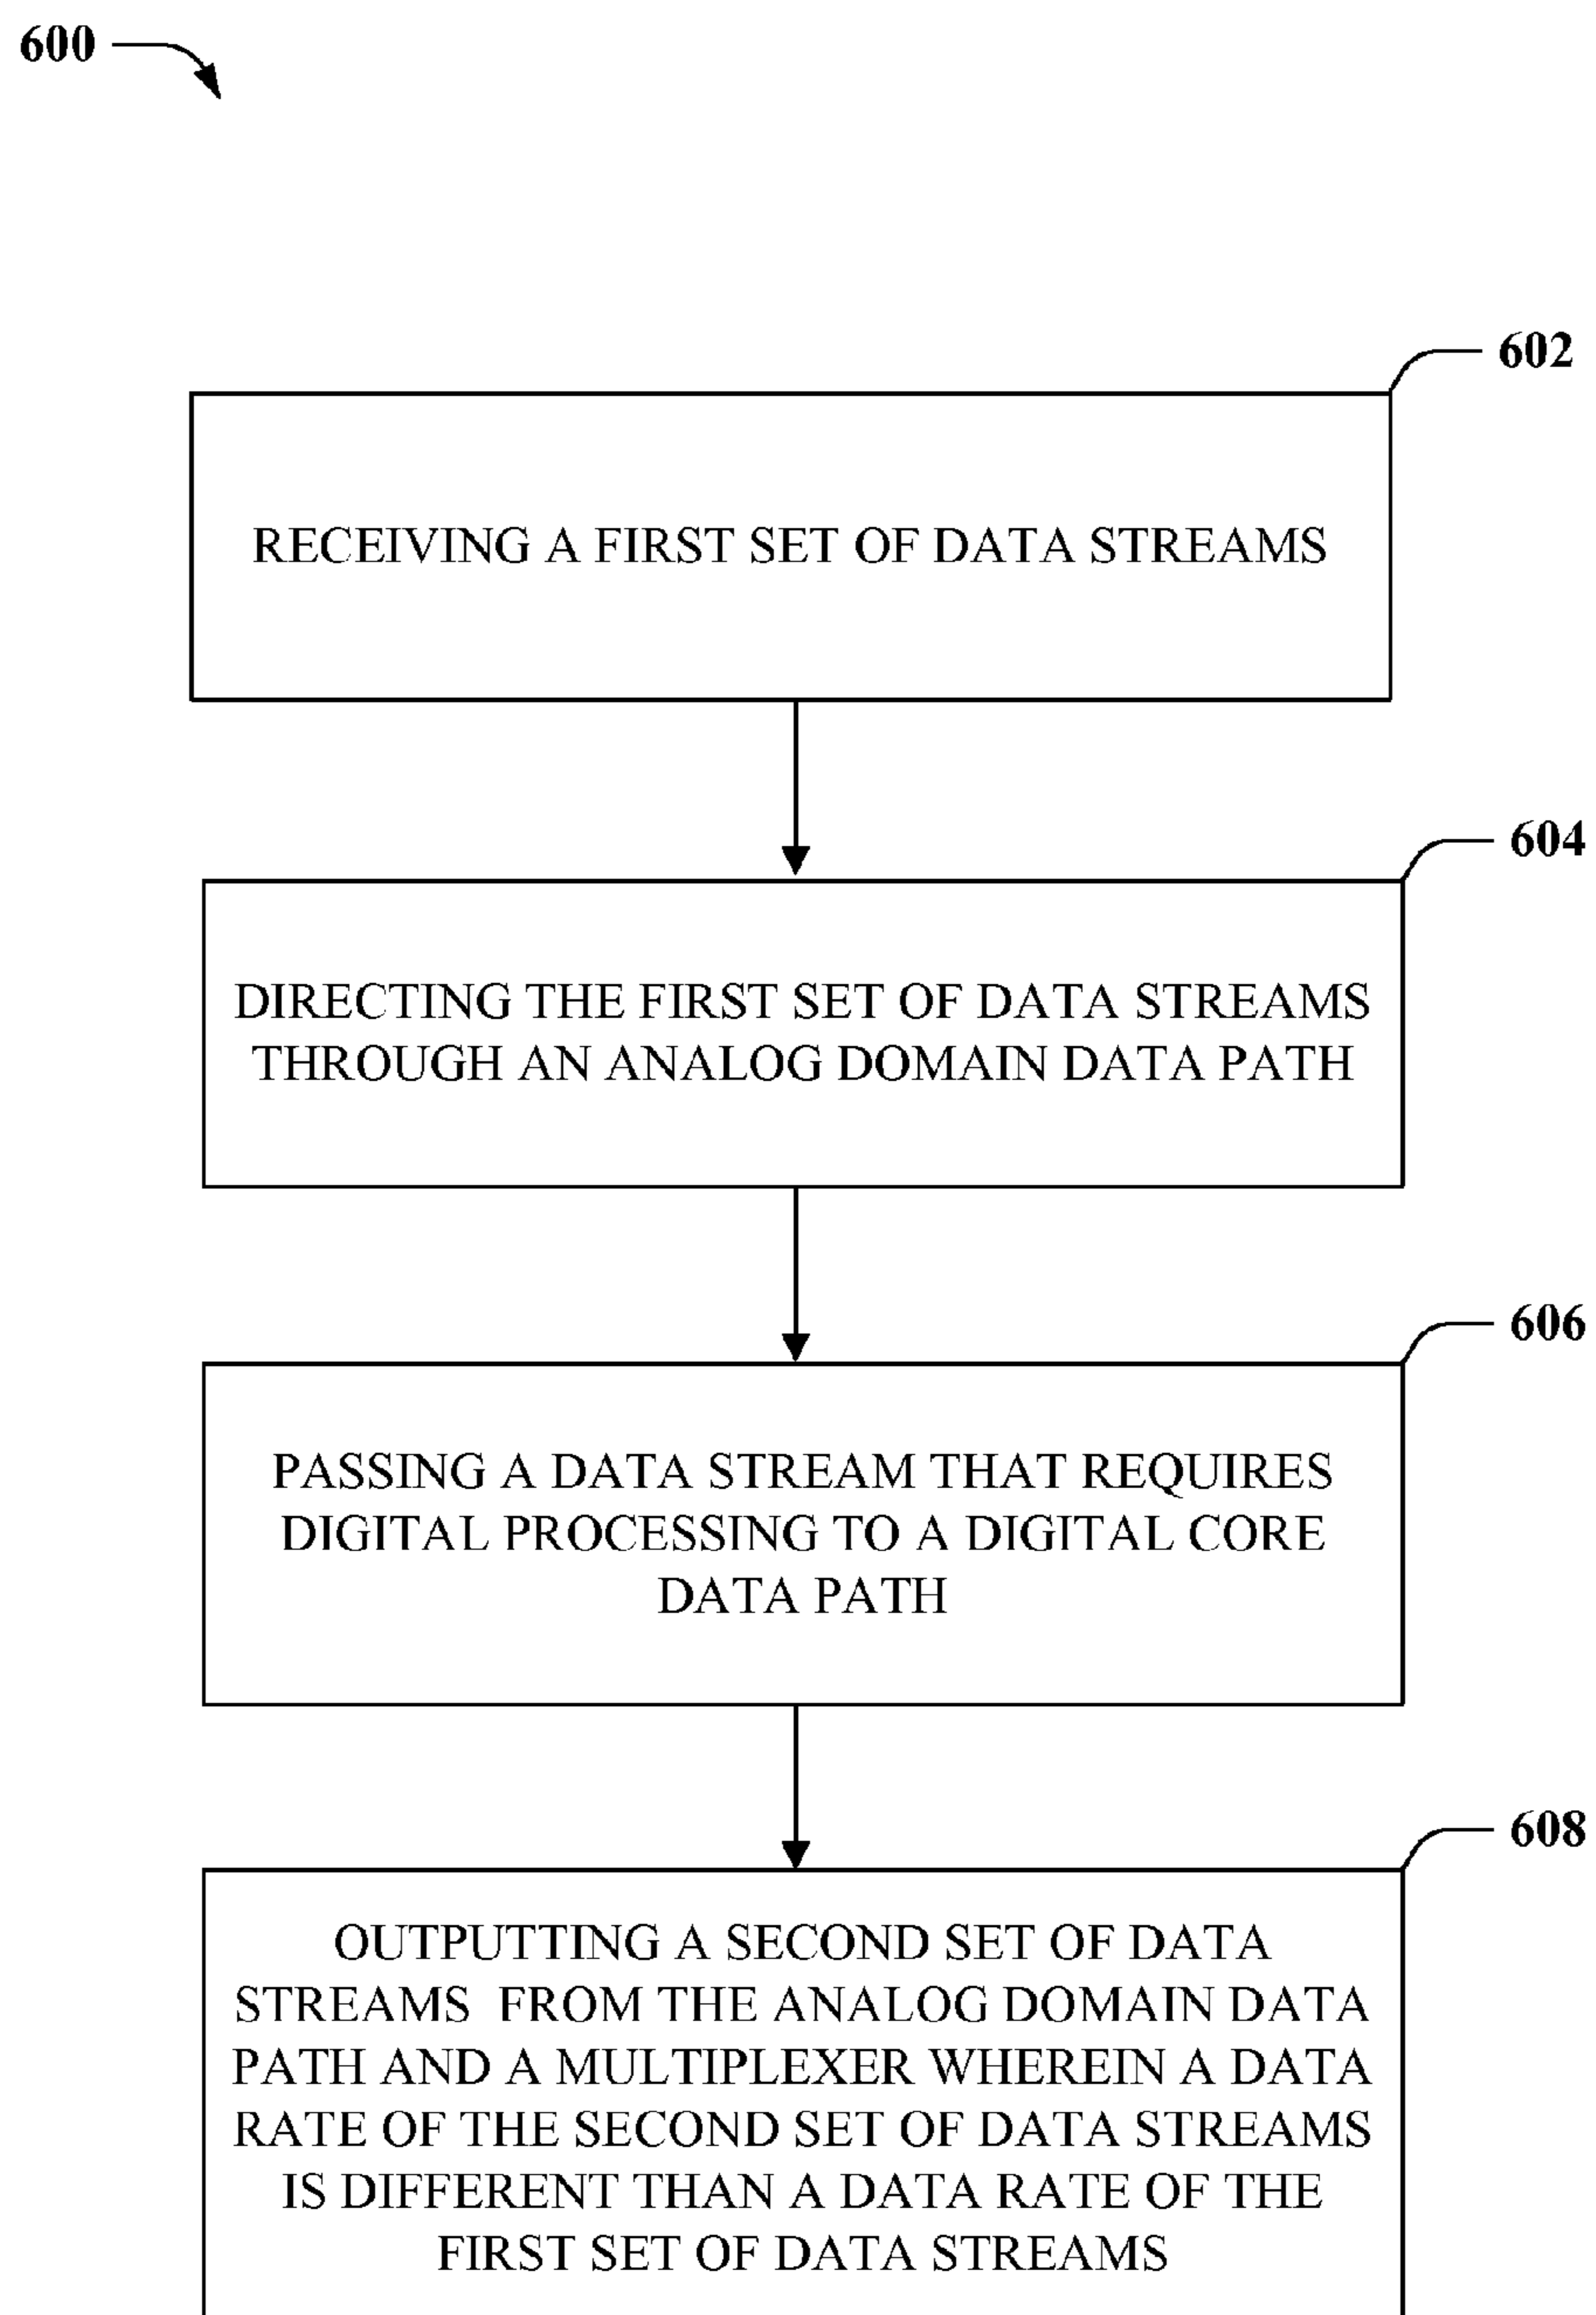 600
602
RECEIVING A FIRST SET OF DATA STREAMS
604
DIRECTING THE FIRST SET OF DATA STREAMS
THROUGH AN ANALOG DOMAIN DATA PATH
606
PASSING A DATA STREAM THAT REQUIRES
DIGITAL PROCESSING TO A DIGITAL CORE
DATA PATH
608
OUTPUTTING A SECOND SET OF DATA
STREAMS FROM THE ANALOG DOMAIN DATA
PATH AND A MULTIPLEXER WHEREIN A DATA
RATE OF THE SECOND SET OF DATA STREAMS
IS DIFFERENT THAN A DATA RATE OF THE
FIRST SET OF DATA STREAMS